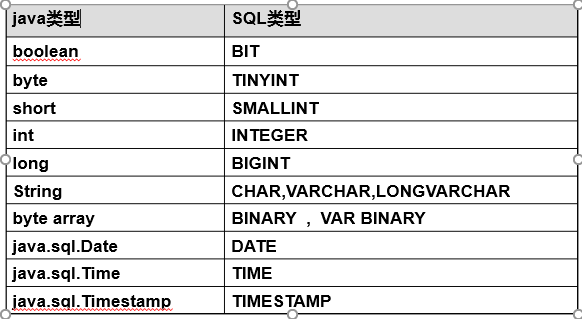 java类型 SQL类型
boolean BIT
byte TINYINT
short SMALLINT
int INTEGER
long BIGINT
String CHAR,VARCHAR,LONGVARCHAR
byte array BINARY , VAR BINARY
java.sql.Date DATE
java.sql.Time TIME
java.sql.Timestamp TIMESTAMP